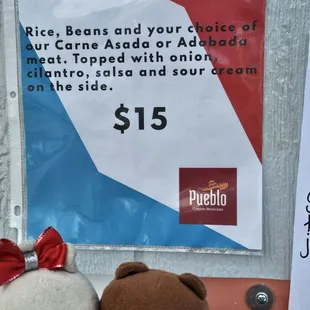 Rice, Beans and your choice of
our Carne Asada or Adobada
meat. Topped with onion,
cilantro, salsa and sour cream
on the side.
$15
Pueblo